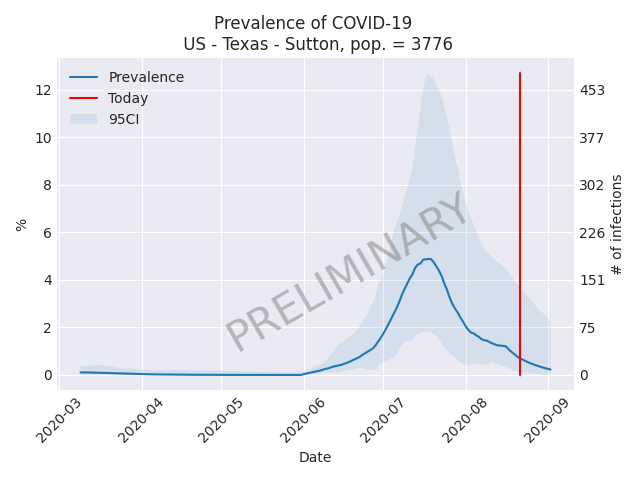 Prevalence of COVID-19
US - Texas - Sutton, pop. = 3776
Prevalence
Today
95CI
PRELIMINARY
12
10
8
6
4
2
0
%
453
377
302
226
151
75
0
# of infections
2020-03
2020-04
2020-05
2020-06
2020-07
2020-08
2020-09
Date